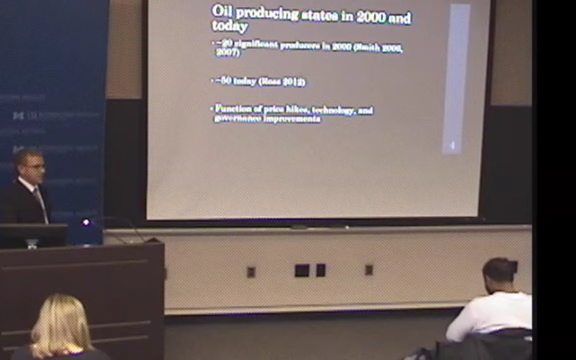 Oil producing states in 2000 and
today
• ~20 significant producers in 2000 (Smith 2006,
2007)
• ~50 today (Ross 2012)
• Function of price hikes, technology, and
governance improvements
4